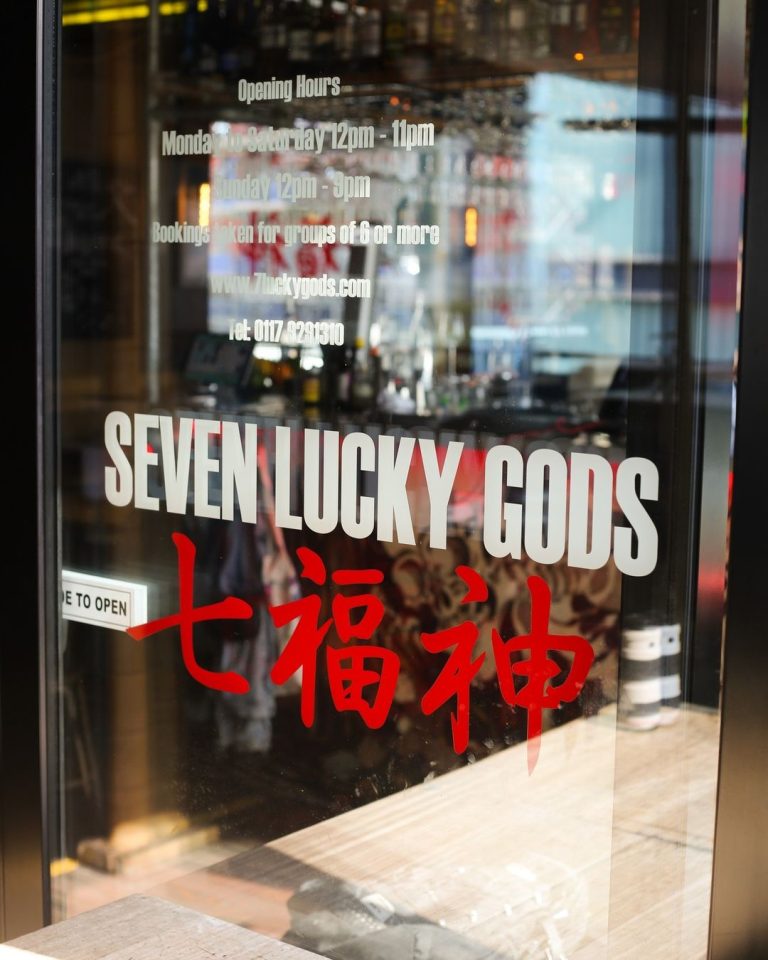 Opening Hours
Monday to Saturday 12pm - 11pm
Sunday 12pm - 9pm
Bookings taken for groups of 6 or more
www.7luckygods.com
Tel: 0117 9291310
SEVEN LUCKY GODS
DE TO OPEN
七福神